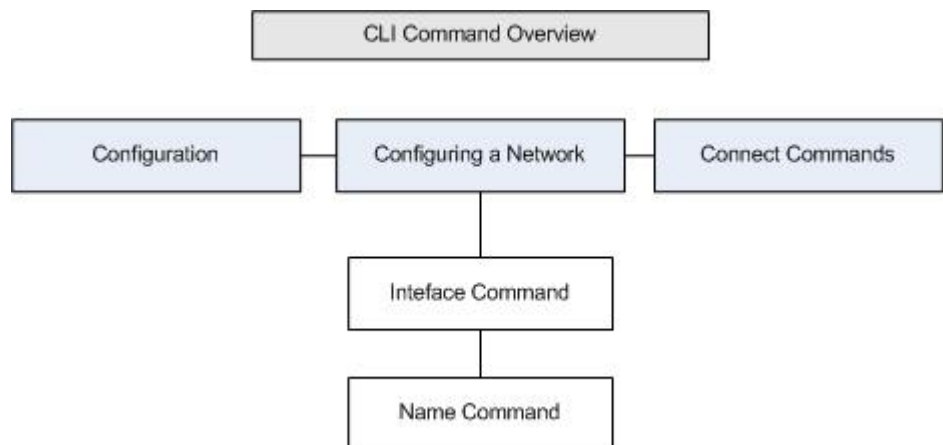 CLI Command Overview
Configuration
Configuring a Network
Connect Commands
Inteface Command
Name Command